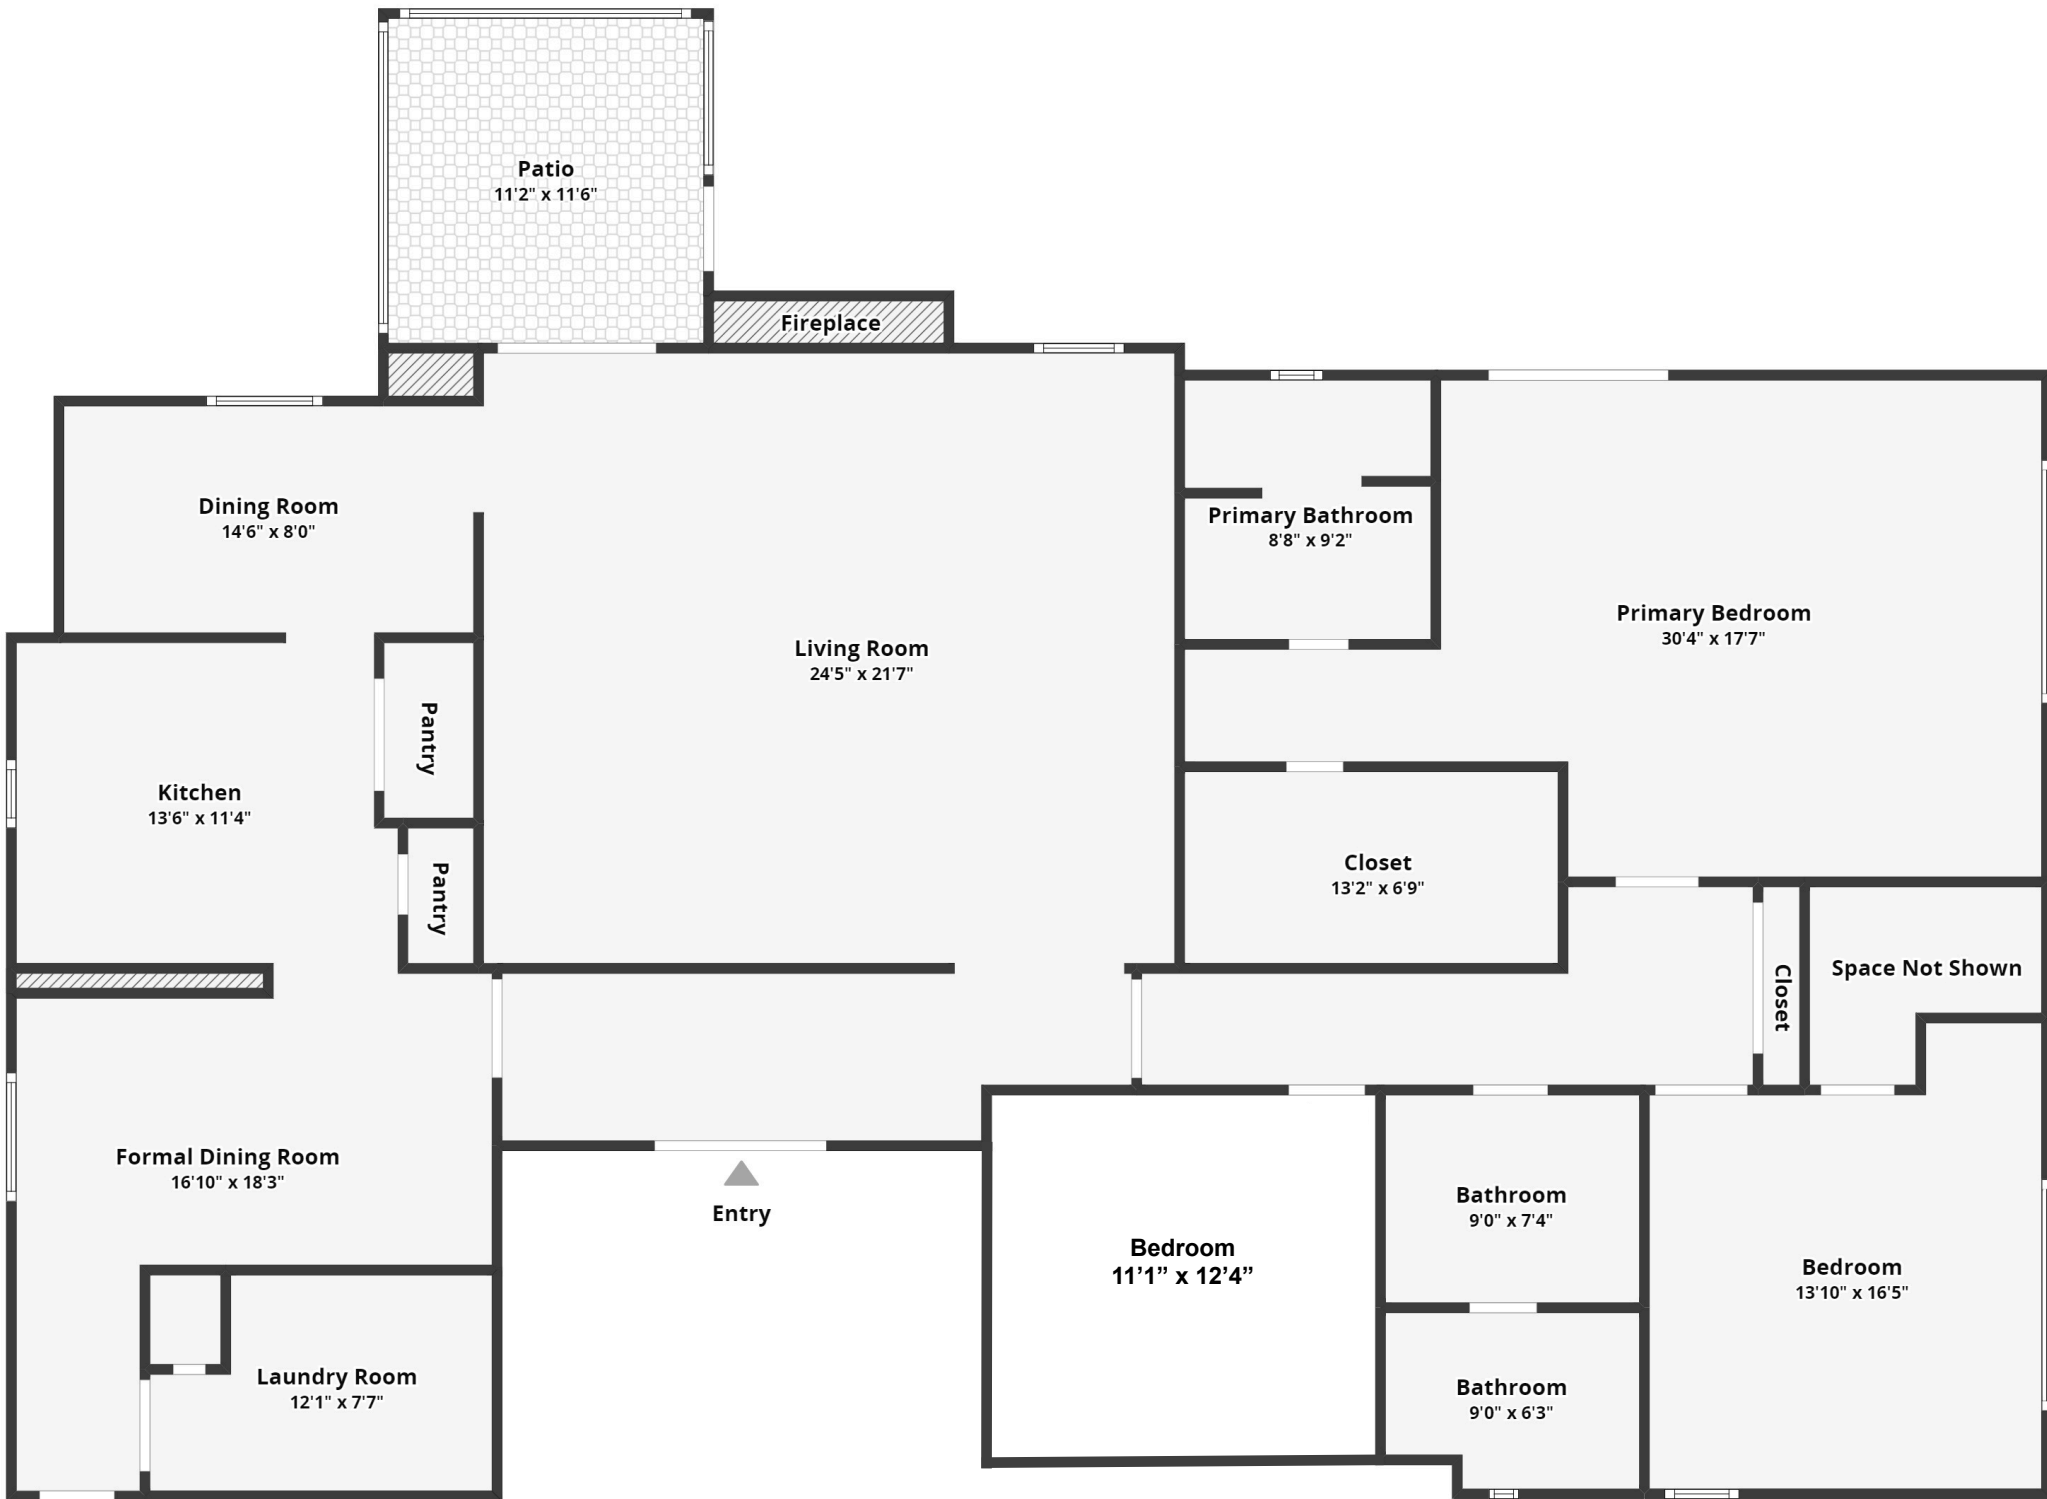 Patio
11'2" x 11'6"
Fireplace
Dining Room
14'6" x 8'0"
Primary Bathroom
8'8" x 9'2"
Primary Bedroom
30'4" x 17'7"
Living Room
24'5" x 21'7"
Pantry
Kitchen
13'6" x 11'4"
Pantry
Closet
13'2" x 6'9"
Closet
Space Not Shown
Formal Dining Room
16'10" x 18'3"
Entry
Bedroom
11’1” x 12’4”
Bathroom
9'0" x 7'4"
Bedroom
13'10" x 16'5"
Laundry Room
12'1" x 7'7"
Bathroom
9'0" x 6'3"